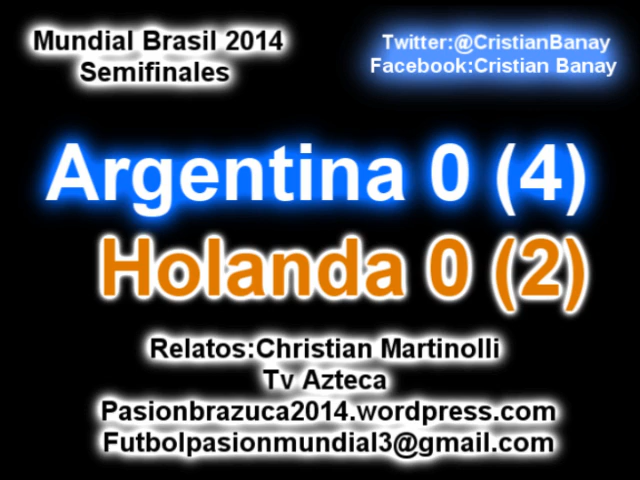 Mundial Brasil 2014
Semifinales
Twitter:@CristianBanay
Facebook:Cristian Banay
Argentina 0 (4)
Holanda 0 (2)
Relatos:Christian Martinolli
Tv Azteca
Pasionbrazuca2014.wordpress.com
Futbolpasionmundial3@gmail.com